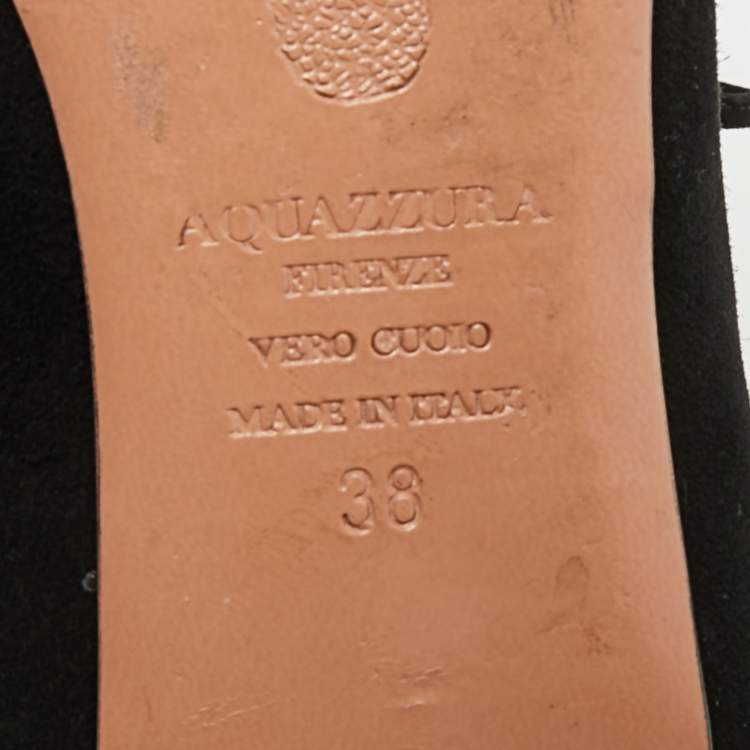 AQUAZZURA
FIRENZE
VERO CUOIO
MADE IN ITALY
38